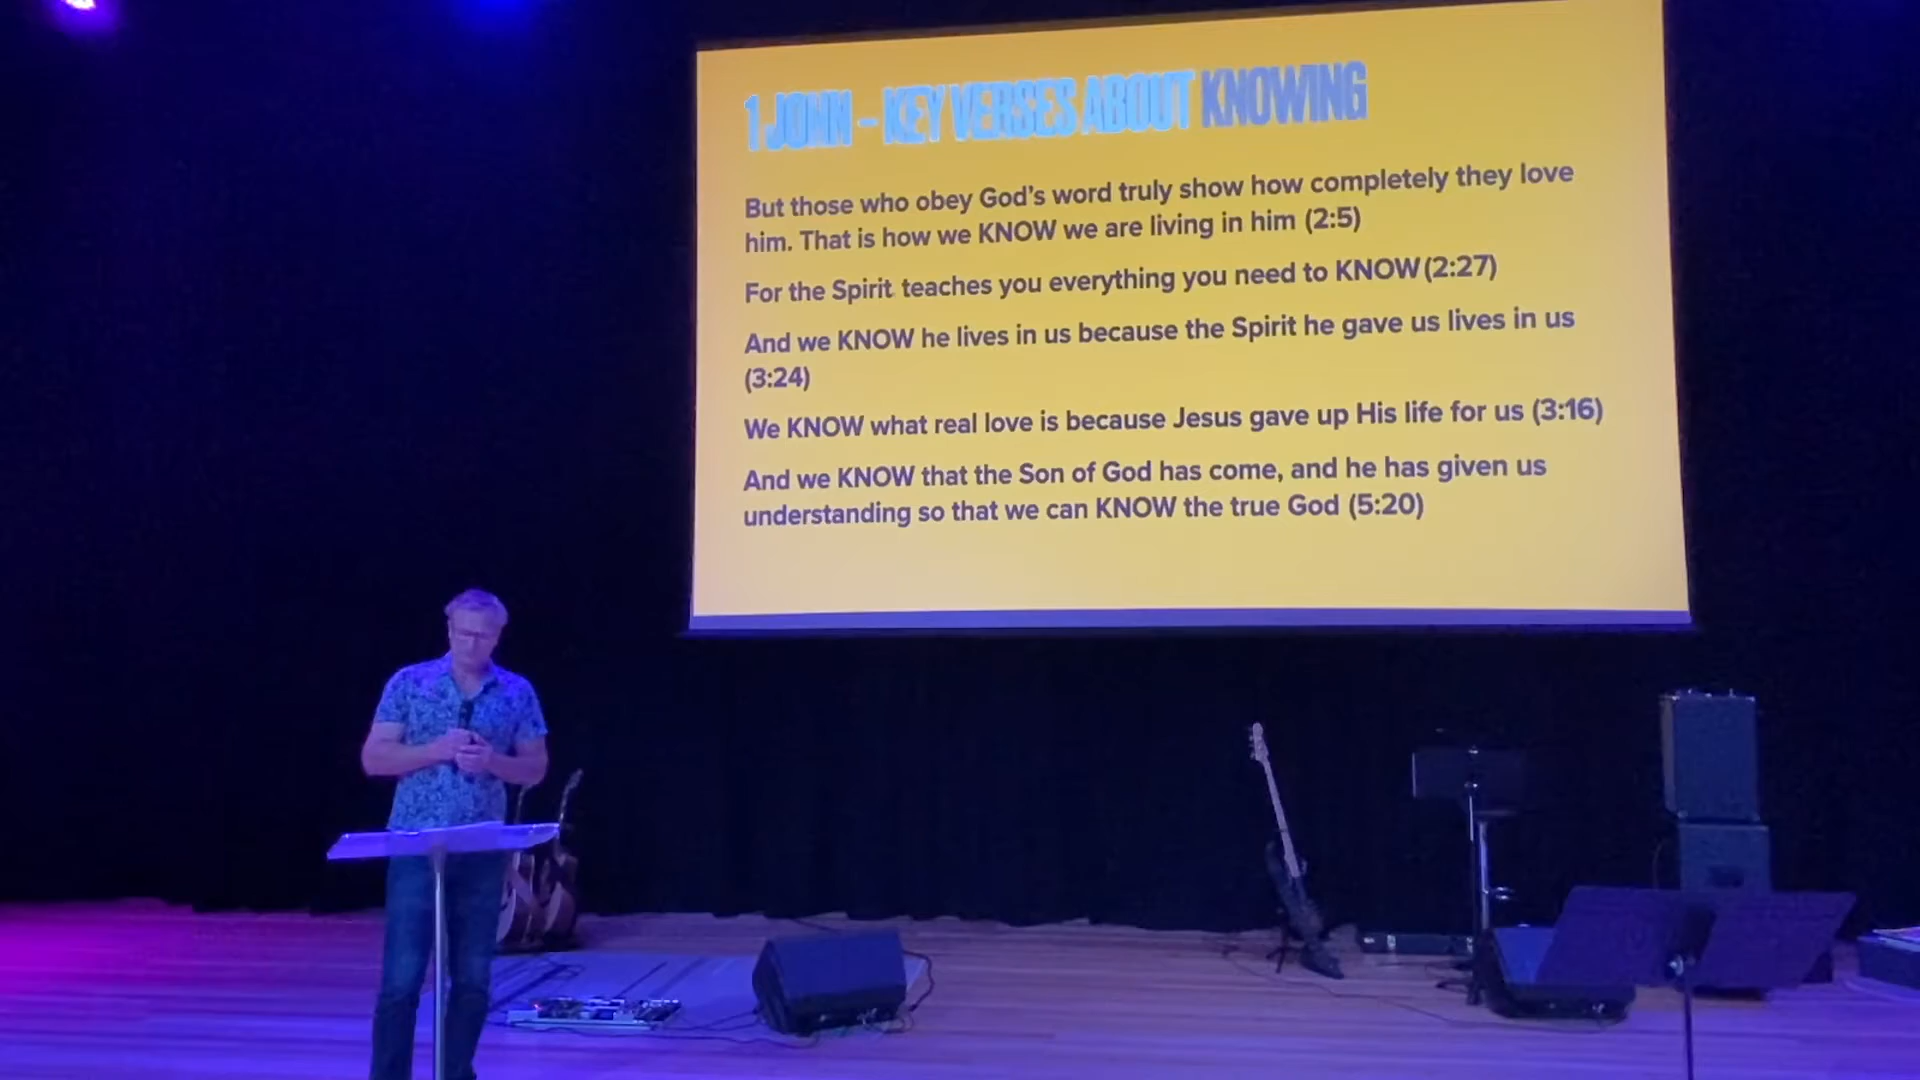 1 JOHN - KEY VERSES ABOUT KNOWING
But those who obey God's word truly show how completely they love
him. That is how we KNOW we are living in him (2:5)
For the Spirit teaches you everything you need to KNOW (2:27)
And we KNOW he lives in us because the Spirit he gave us lives in us
(3:24)
We KNOW what real love is because Jesus gave up His life for us (3:16)
And we KNOW that the Son of God has come, and he has given us
understanding so that we can KNOW the true God (5:20)